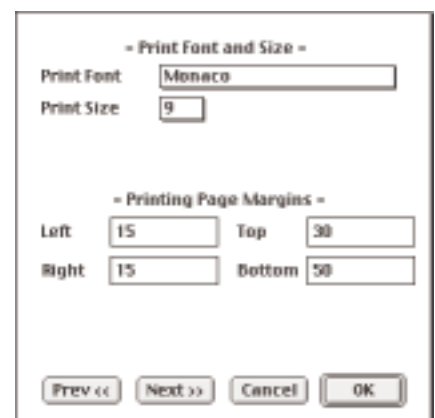 - Print Font and Size -
Print Font Monaco
Print Size 9
- Printing Page Margins -
Left 15 Top 30
Right 15 Bottom 50
Prev << Next >> Cancel OK